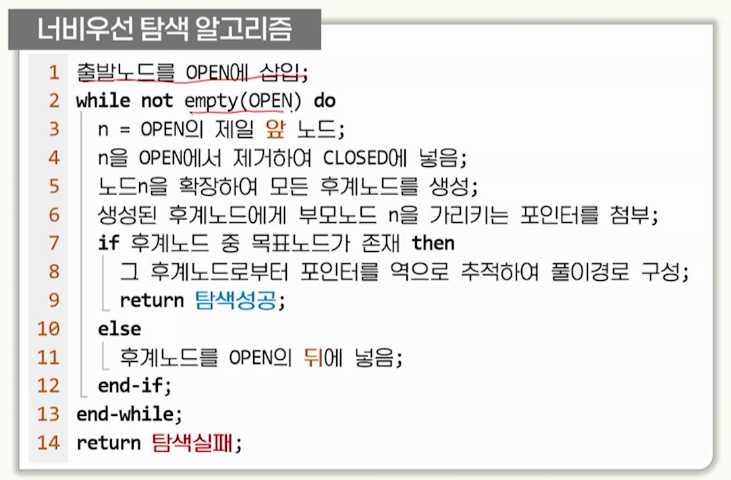 너비우선 탐색 알고리즘
1 출발노드를 OPEN에 삽입;
2 while not empty(OPEN) do
3 n = OPEN의 제일 앞 노드;
4 n을 OPEN에서 제거하여 CLOSED에 넣음;
5 노드n을 확장하여 모든 후계노드를 생성;
6 생성된 후계노드에게 부모노드 n을 가리키는 포인터를 첨부;
7 if 후계노드 중 목표노드가 존재 then
8 그 후계노드로부터 포인터를 역으로 추적하여 풀이경로 구성;
9 return 탐색성공;
10 else
11 후계노드를 OPEN의 뒤에 넣음;
12 end-if;
13 end-while;
14 return 탐색실패;